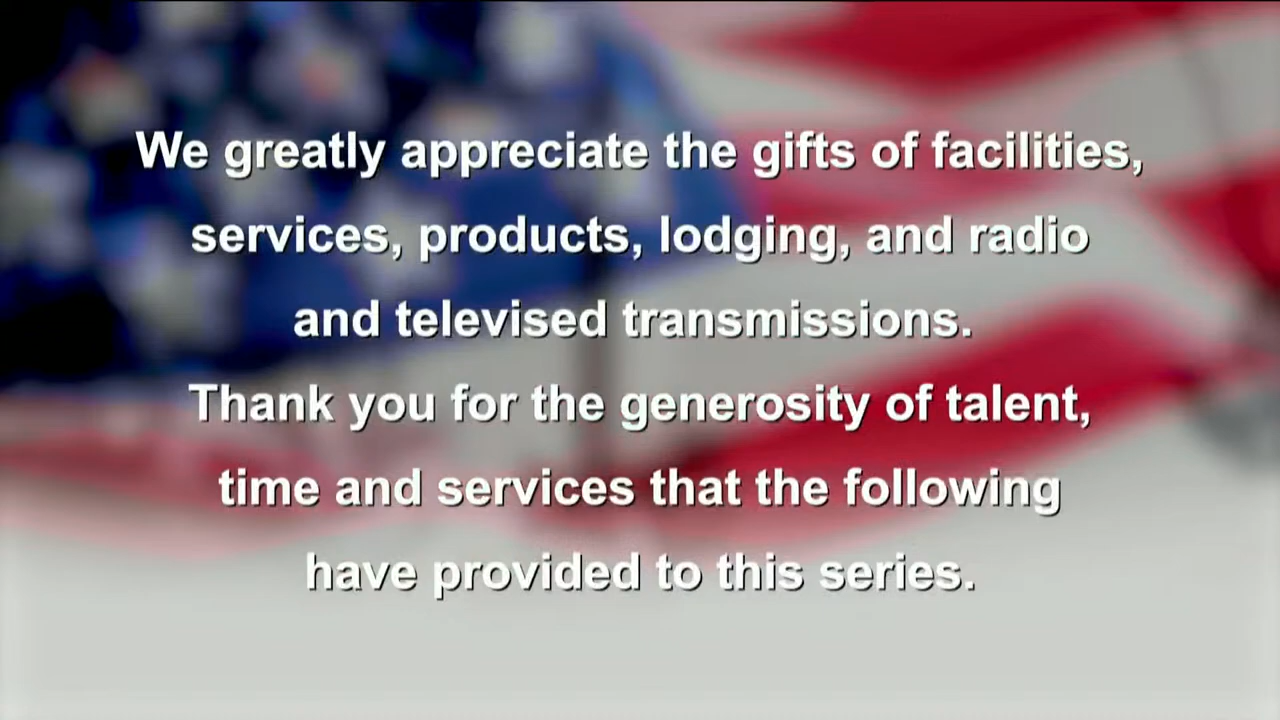 We greatly appreciate the gifts of facilities,
services, products, lodging, and radio
and televised transmissions.
Thank you for the generosity of talent,
time and services that the following
have provided to this series.